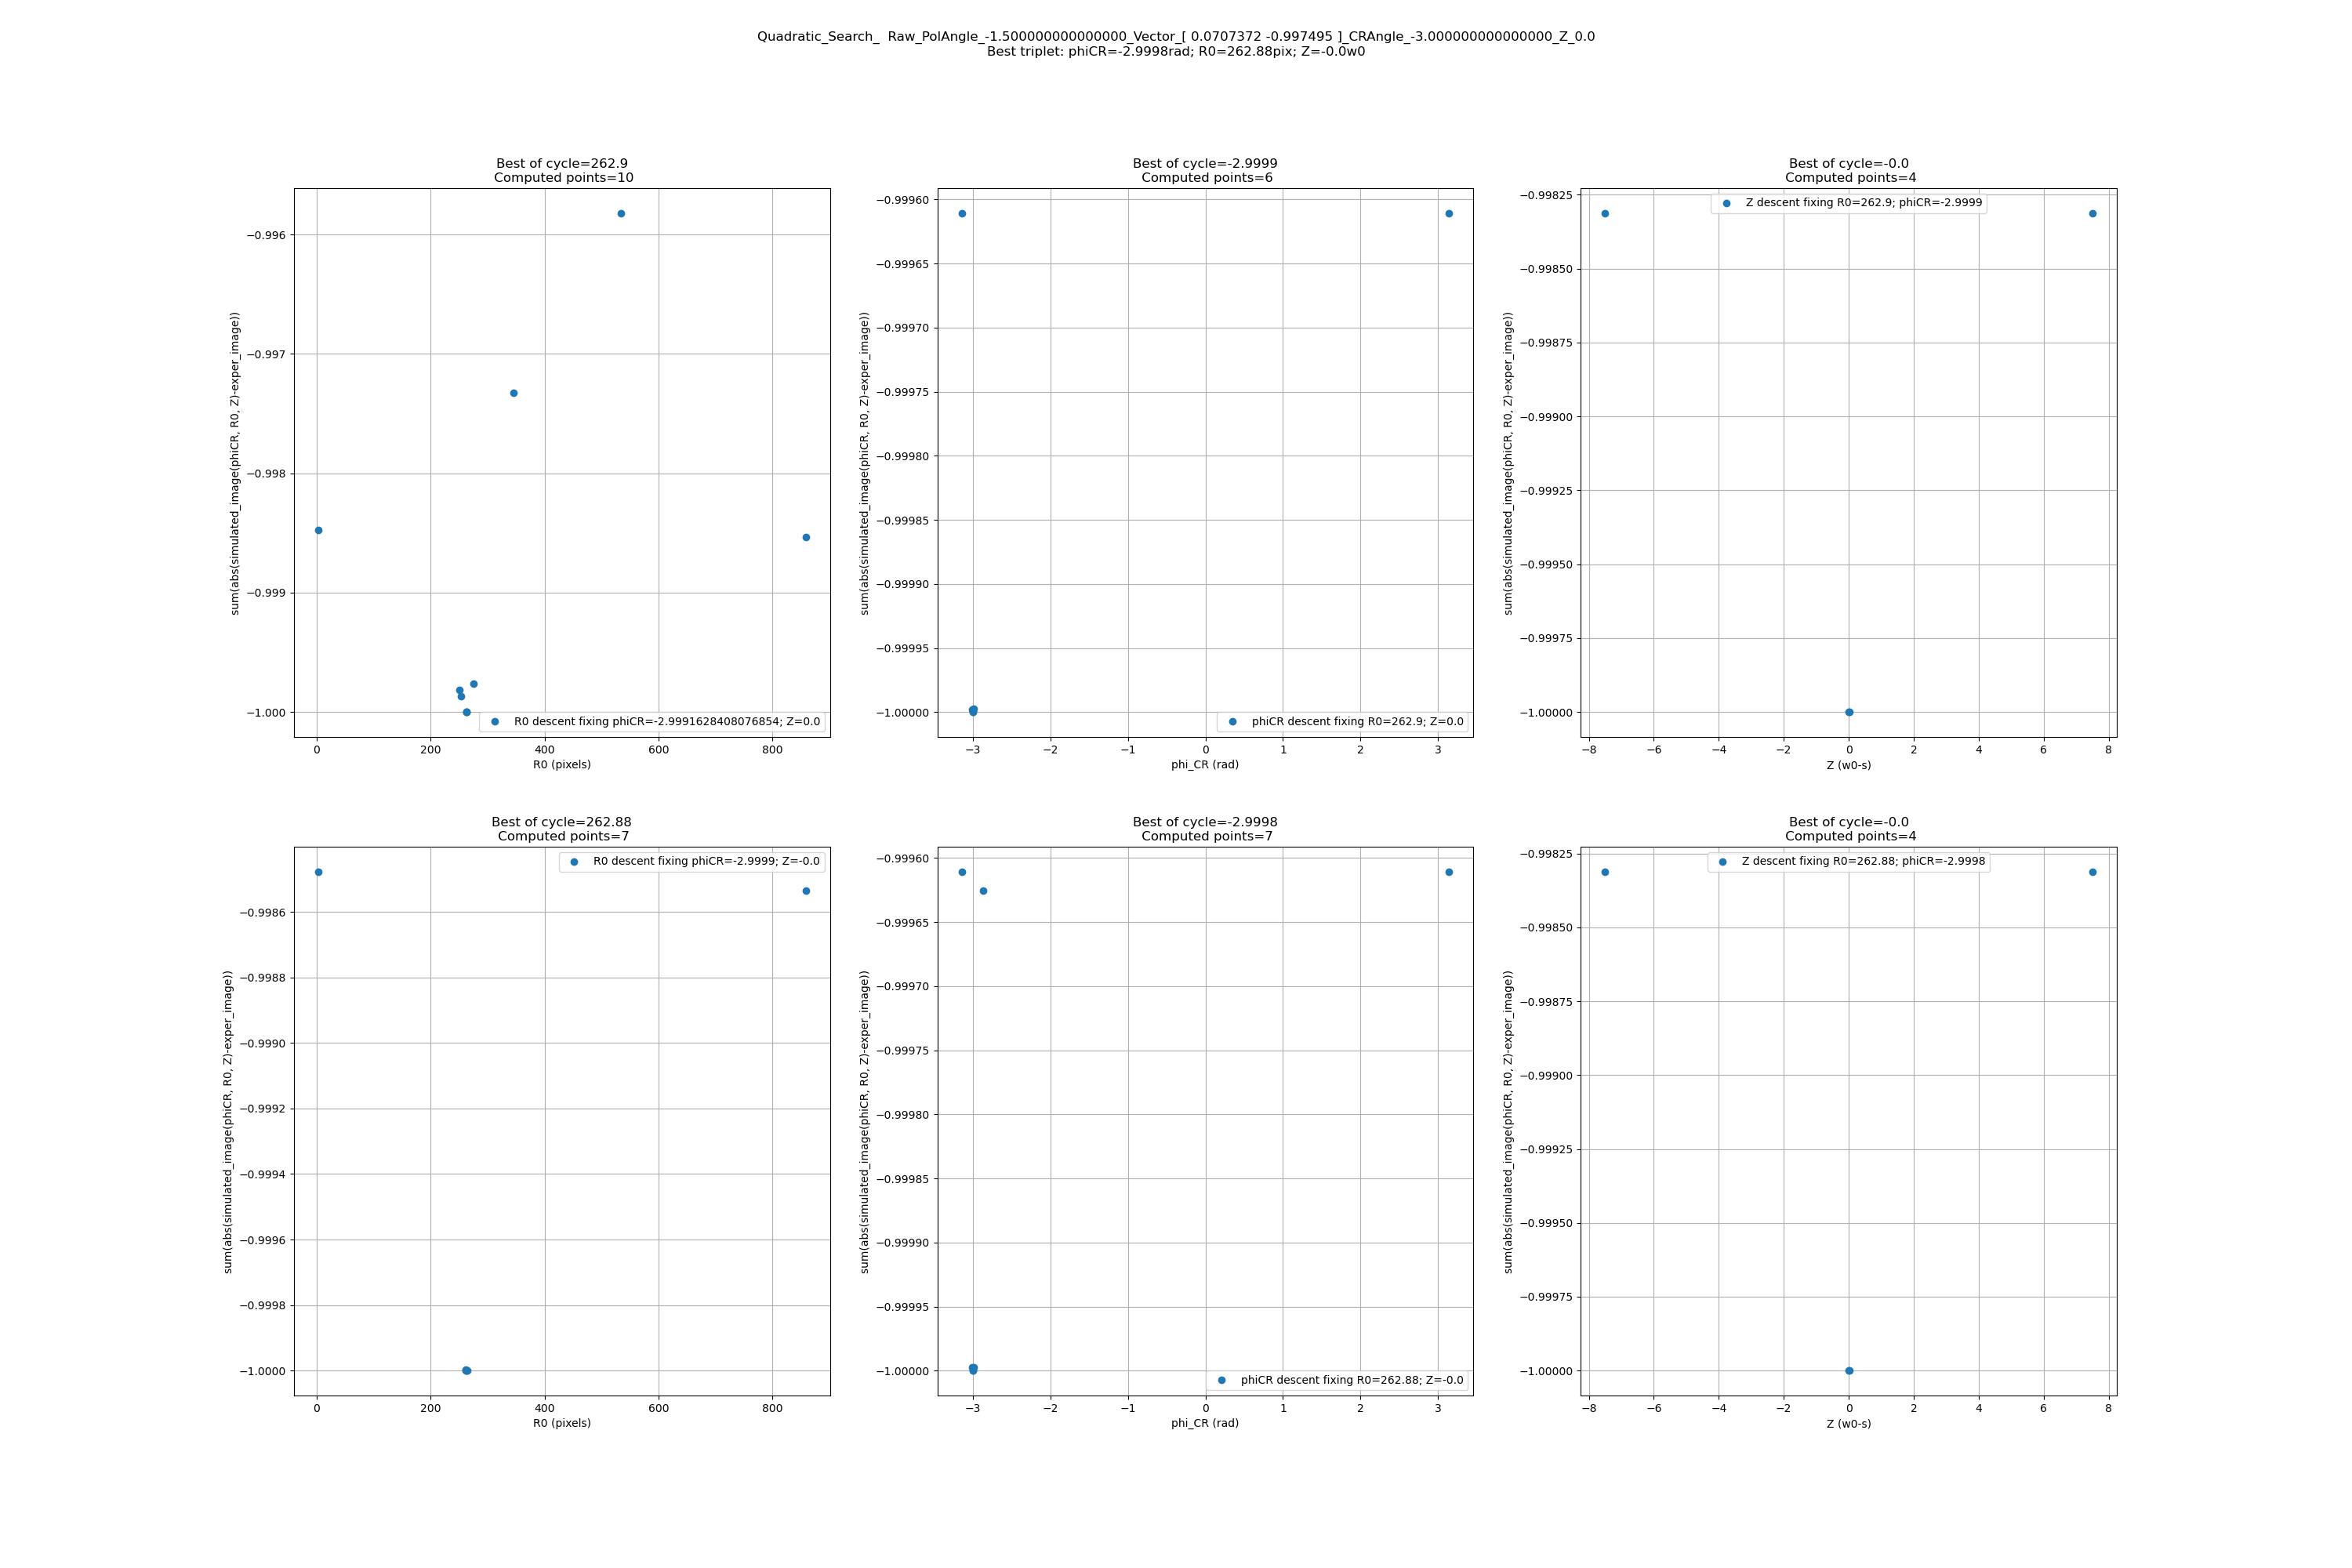 Quadratic_Search_  Raw_PolAngle_-1.500000000000000_Vector_[ 0.0707372 -0.997495 ]_CRAngle_-3.000000000000000_Z_0.0
Best triplet: phiCR=-2.9998rad; R0=262.88pix; Z=-0.0w0
Best of cycle=262.9
Computed points=10
−0.996
−0.997
−0.998
−0.999
−1.000
sum(abs(simulated_image(phiCR, R0, Z)-exper_image))
R0 descent fixing phiCR=-2.9991628408076854; Z=0.0
0 200 400 600 800
R0 (pixels)
Best of cycle=-2.9999
Computed points=6
−0.99960
−0.99965
−0.99970
−0.99975
−0.99980
−0.99985
−0.99990
−0.99995
−1.00000
sum(abs(simulated_image(phiCR, R0, Z)-exper_image))
phiCR descent fixing R0=262.9; Z=0.0
−3 −2 −1 0 1 2 3
phi_CR (rad)
Best of cycle=-0.0
Computed points=4
−0.99825
−0.99850
−0.99875
−0.99900
−0.99925
−0.99950
−0.99975
−1.00000
sum(abs(simulated_image(phiCR, R0, Z)-exper_image))
Z descent fixing R0=262.9; phiCR=-2.9999
−8 −6 −4 −2 0 2 4 6 8
Z (w0-s)
Best of cycle=262.88
Computed points=7
−0.9986
−0.9988
−0.9990
−0.9992
−0.9994
−0.9996
−0.9998
−1.0000
sum(abs(simulated_image(phiCR, R0, Z)-exper_image))
R0 descent fixing phiCR=-2.9999; Z=-0.0
0 200 400 600 800
R0 (pixels)
Best of cycle=-2.9998
Computed points=7
−0.99960
−0.99965
−0.99970
−0.99975
−0.99980
−0.99985
−0.99990
−0.99995
−1.00000
sum(abs(simulated_image(phiCR, R0, Z)-exper_image))
phiCR descent fixing R0=262.88; Z=-0.0
−3 −2 −1 0 1 2 3
phi_CR (rad)
Best of cycle=-0.0
Computed points=4
−0.99825
−0.99850
−0.99875
−0.99900
−0.99925
−0.99950
−0.99975
−1.00000
sum(abs(simulated_image(phiCR, R0, Z)-exper_image))
Z descent fixing R0=262.88; phiCR=-2.9998
−8 −6 −4 −2 0 2 4 6 8
Z (w0-s)